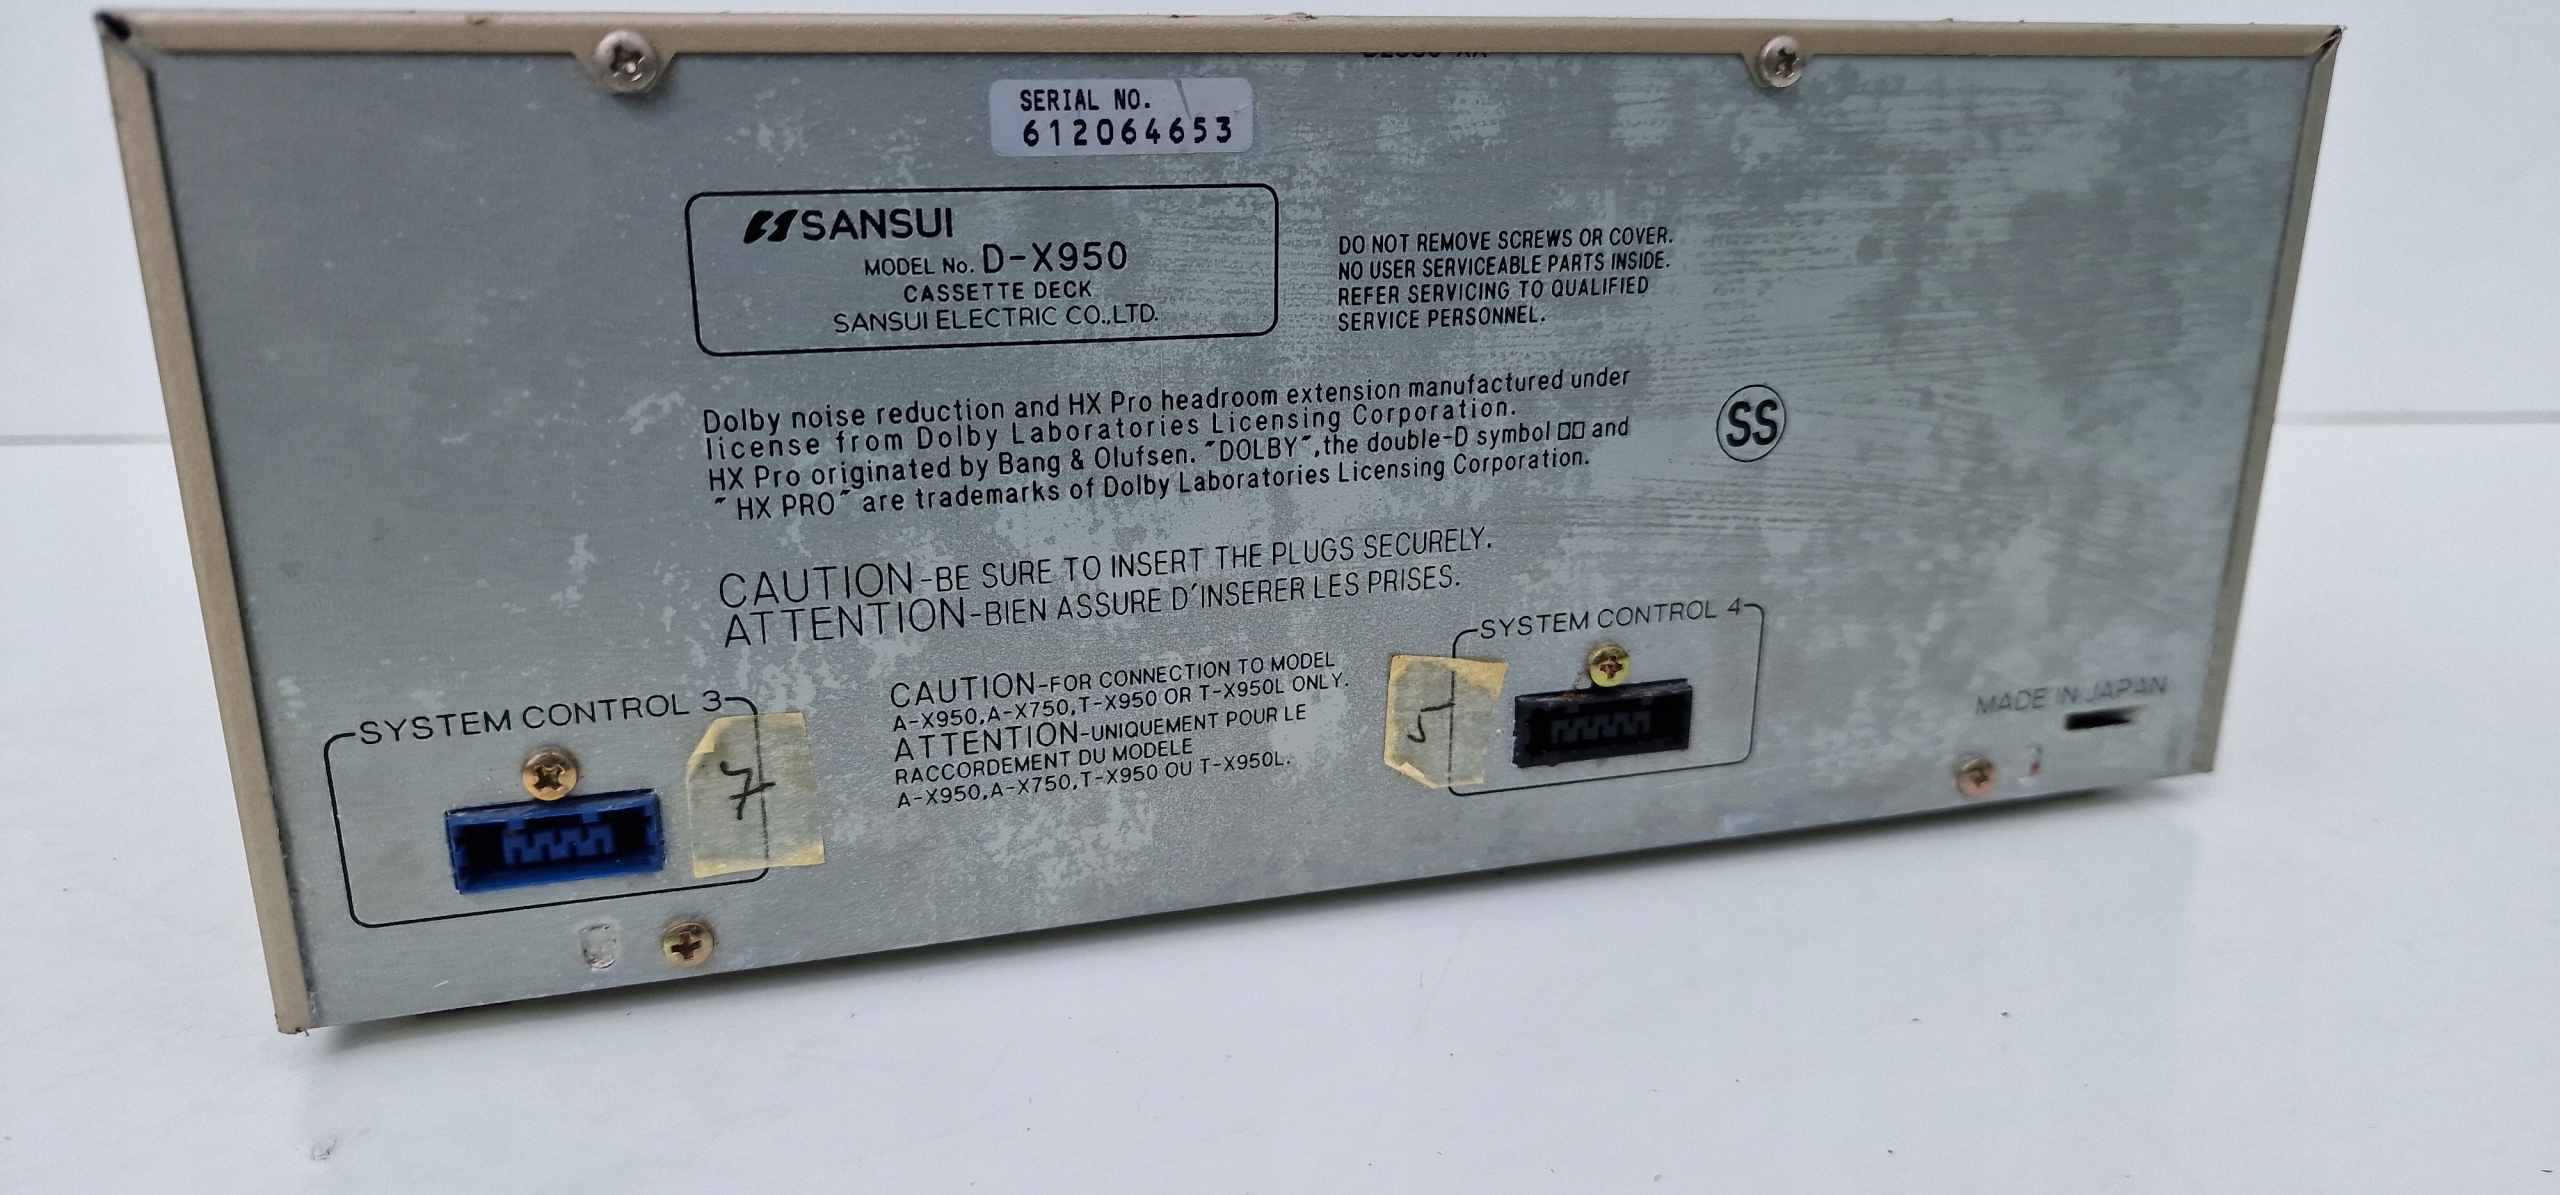 SERIAL NO.
612064653
SANSUI
MODEL No. D-X950
CASSETTE DECK
SANSUI ELECTRIC CO.,LTD.
DO NOT REMOVE SCREWS OR COVER.
NO USER SERVICEABLE PARTS INSIDE.
REFER SERVICING TO QUALIFIED
SERVICE PERSONNEL.
Dolby noise reduction and HX Pro headroom extension manufactured under
license from Dolby Laboratories Licensing Corporation.
HX Pro originated by Bang & Olufsen. "DOLBY", the double-D symbol and
"HX PRO" are trademarks of Dolby Laboratories Licensing Corporation.
SS
CAUTION-BE SURE TO INSERT THE PLUGS SECURELY.
ATTENTION-BIEN ASSURE D'INSERER LES PRISES.
SYSTEM CONTROL 3
7
CAUTION-FOR CONNECTION TO MODEL
A-X950,A-X750,T-X950 OR T-X950L ONLY.
ATTENTION-UNIQUEMENT POUR LE
RACCORDEMENT DU MODELE
A-X950,A-X750,T-X950 OU T-X950L.
SYSTEM CONTROL 4
5
MADE IN JAPAN